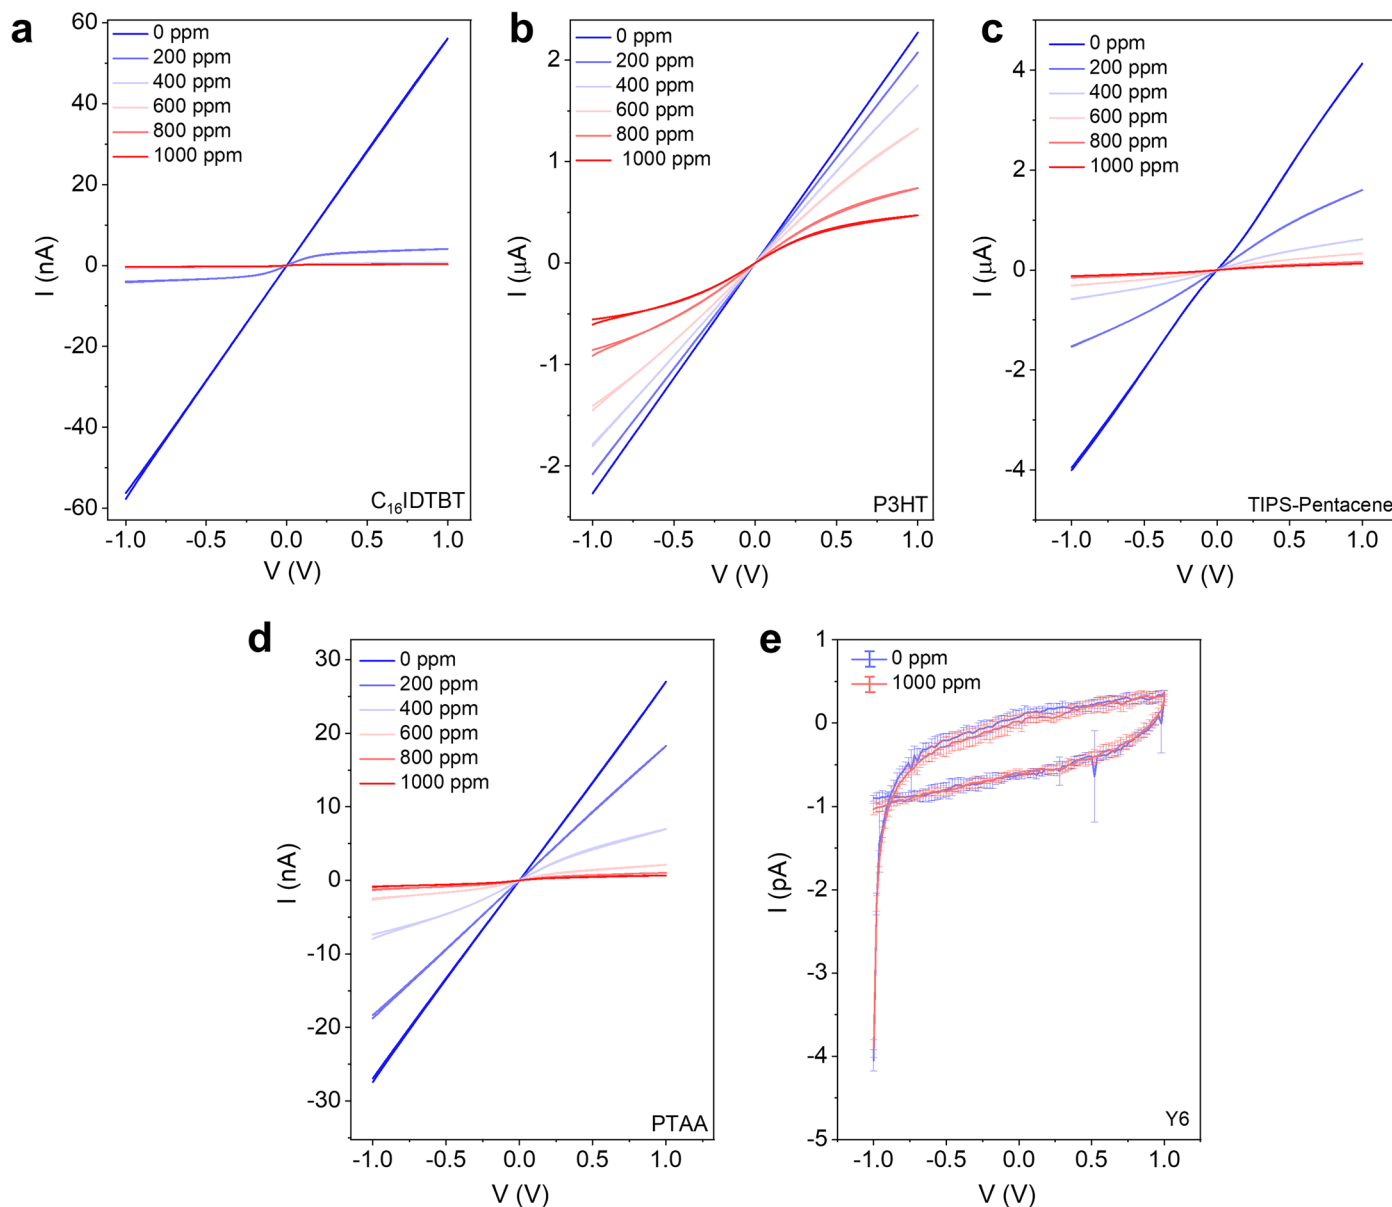 a
60
40
20
0
-20
-40
-60
I (nA)
0 ppm
200 ppm
400 ppm
600 ppm
800 ppm
1000 ppm
C₁₆IDTBT
-1.0 -0.5 0.0 0.5 1.0
V (V)
b
2
1
0
-1
-2
I (μA)
0 ppm
200 ppm
400 ppm
600 ppm
800 ppm
1000 ppm
P3HT
-1.0 -0.5 0.0 0.5 1.0
V (V)
c
4
2
0
-2
-4
I (μA)
0 ppm
200 ppm
400 ppm
600 ppm
800 ppm
1000 ppm
TIPS-Pentacene
-1.0 -0.5 0.0 0.5 1.0
V (V)
d
30
20
10
0
-10
-20
-30
I (nA)
0 ppm
200 ppm
400 ppm
600 ppm
800 ppm
1000 ppm
PTAA
-1.0 -0.5 0.0 0.5 1.0
V (V)
e
1
0
-1
-2
-3
-4
-5
I (pA)
0 ppm
1000 ppm
Y6
-1.0 -0.5 0.0 0.5 1.0
V (V)